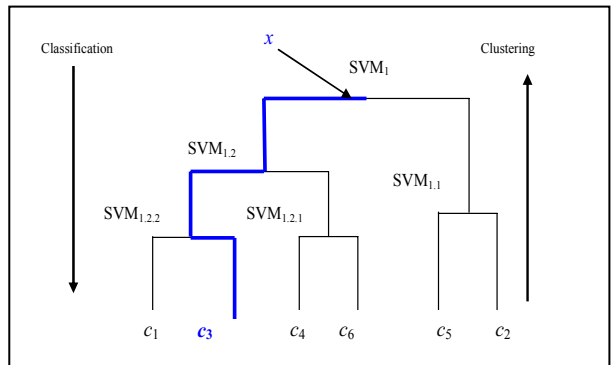 x
Classification
SVM1
Clustering
SVM1.2
SVM1.1
SVM1.2.2
SVM1.2.1
c1 c3 c4 c6 c5 c2